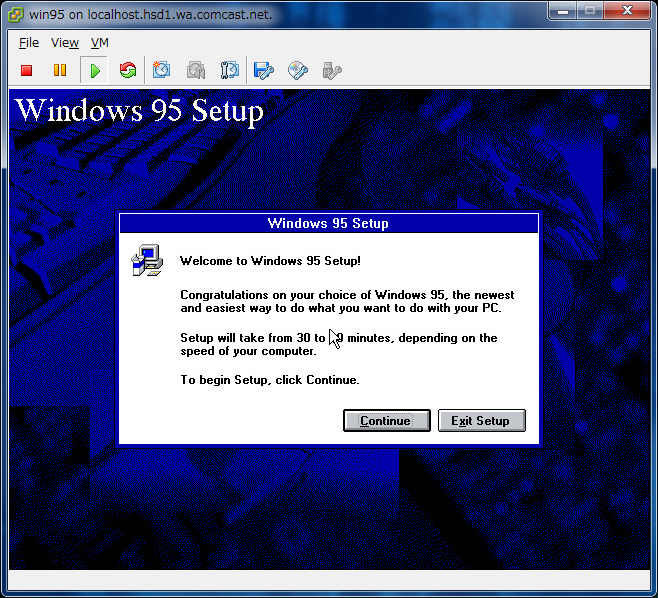 win95 on localhost.hsd1.wa.comcast.net.
File View VM
Windows 95 Setup
Windows 95 Setup
Welcome to Windows 95 Setup!
Congratulations on your choice of Windows 95, the newest
and easiest way to do what you want to do with your PC.
Setup will take from 30 to minutes, depending on the
speed of your computer.
To begin Setup, click Continue.
Continue Exit Setup